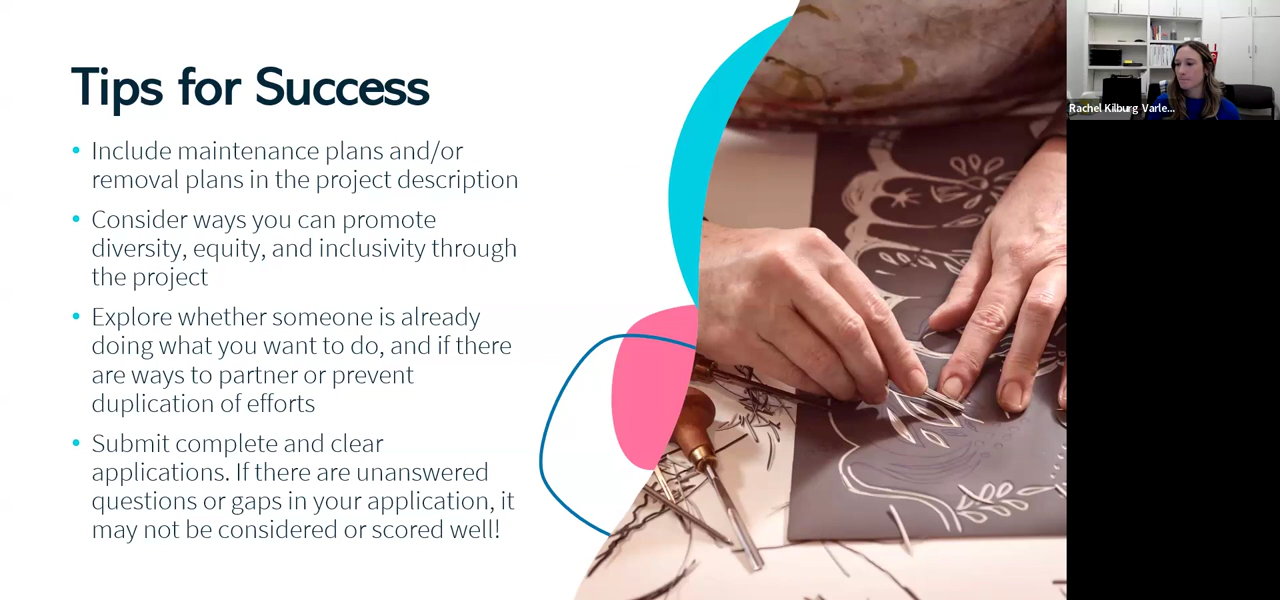 Tips for Success
• Include maintenance plans and/or
removal plans in the project description
• Consider ways you can promote
diversity, equity, and inclusivity through
the project
• Explore whether someone is already
doing what you want to do, and if there
are ways to partner or prevent
duplication of efforts
• Submit complete and clear
applications. If there are unanswered
questions or gaps in your application, it
may not be considered or scored well!
Rachel Kilburg Varle...